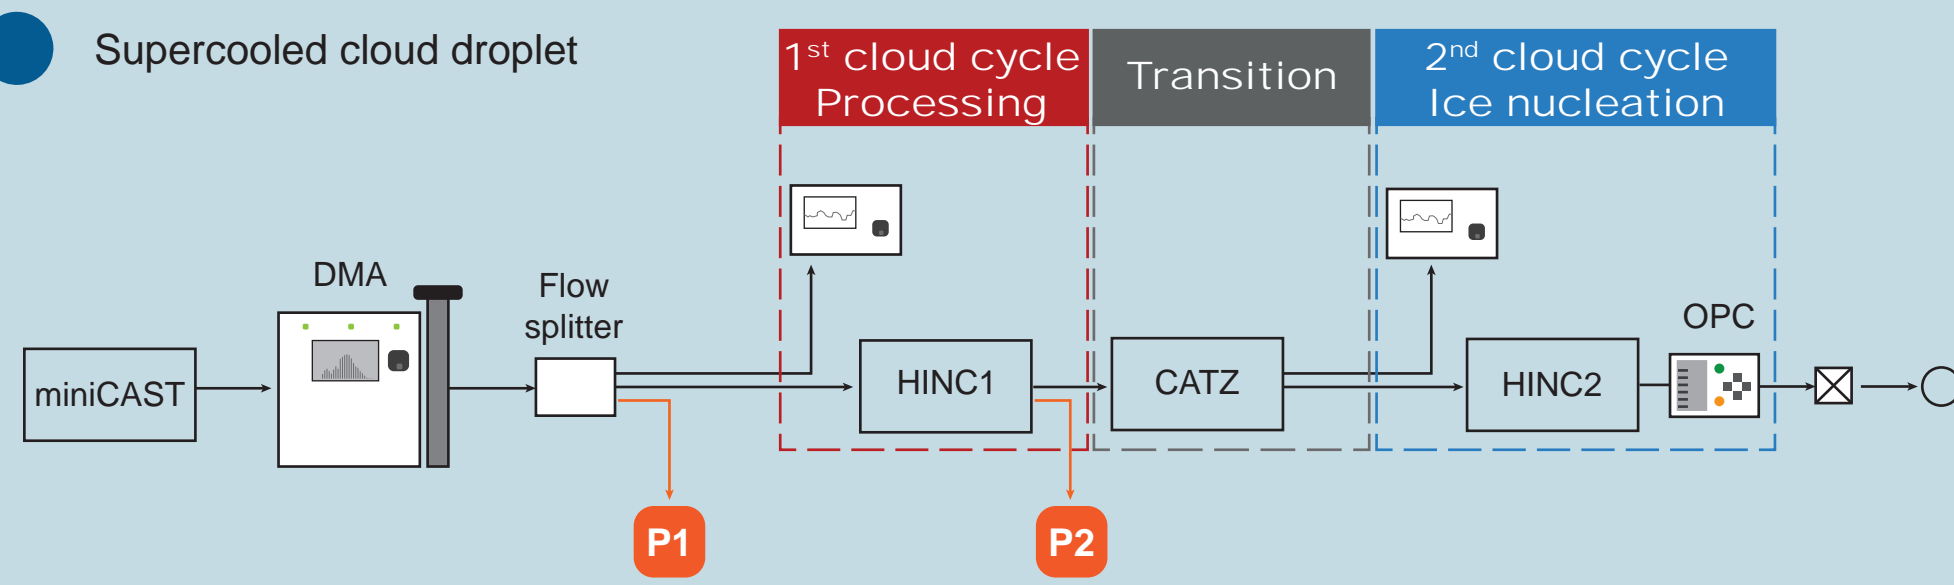 Supercooled cloud droplet
1st cloud cycle
Processing
Transition
2nd cloud cycle
Ice nucleation
DMA
Flow
splitter
OPC
miniCAST
HINC1
CATZ
HINC2
P1
P2